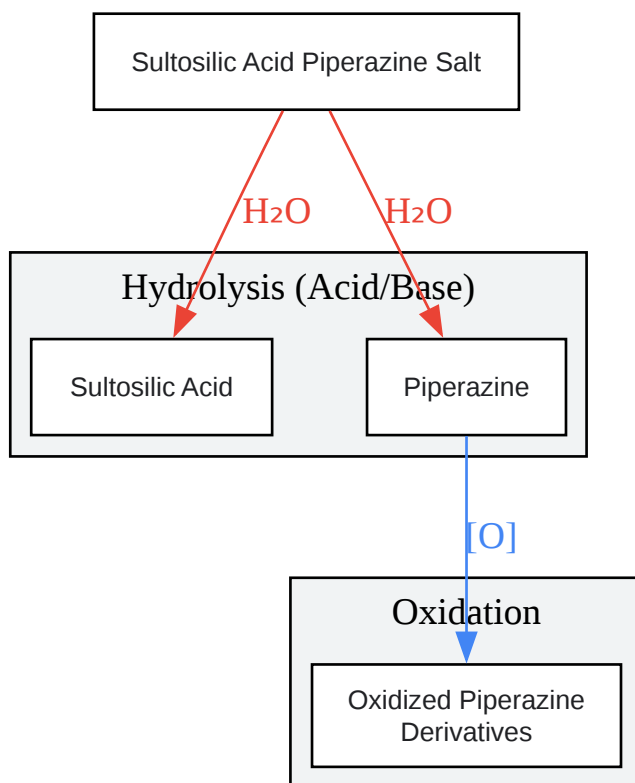 Sultosilic Acid Piperazine Salt
H₂O
H₂O
Hydrolysis (Acid/Base)
Sultosilic Acid
Piperazine
[O]
Oxidation
Oxidized Piperazine
Derivatives